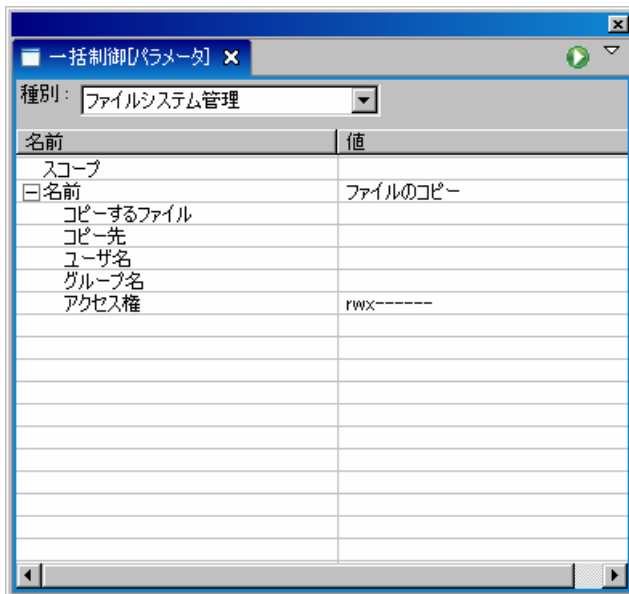 一括制御[パラメータ]
種別: ファイルシステム管理
名前 値
スコープ
名前 ファイルのコピー
コピーするファイル
コピー先
ユーザ名
グループ名
アクセス権 rwx------